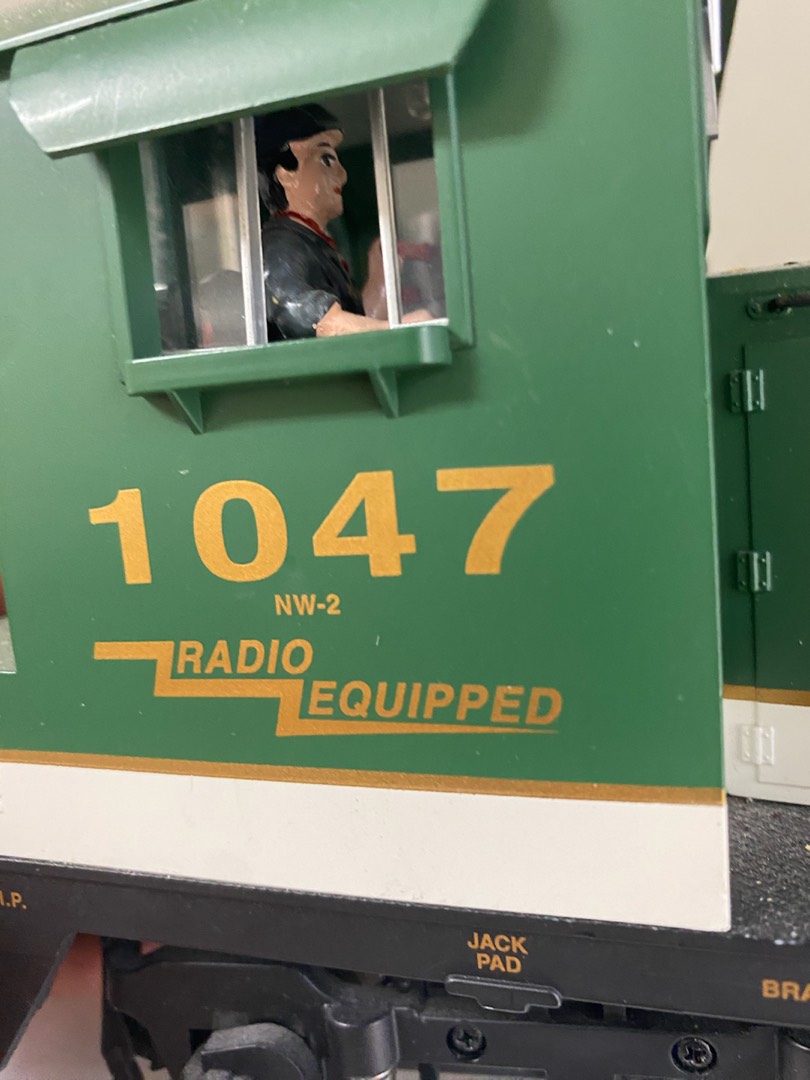 1047
NW-2
RADIO
EQUIPPED
JACK
PAD